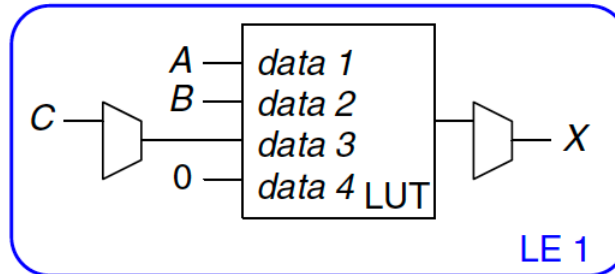 A data 1
B data 2
C data 3
0 data 4 LUT
X
LE 1